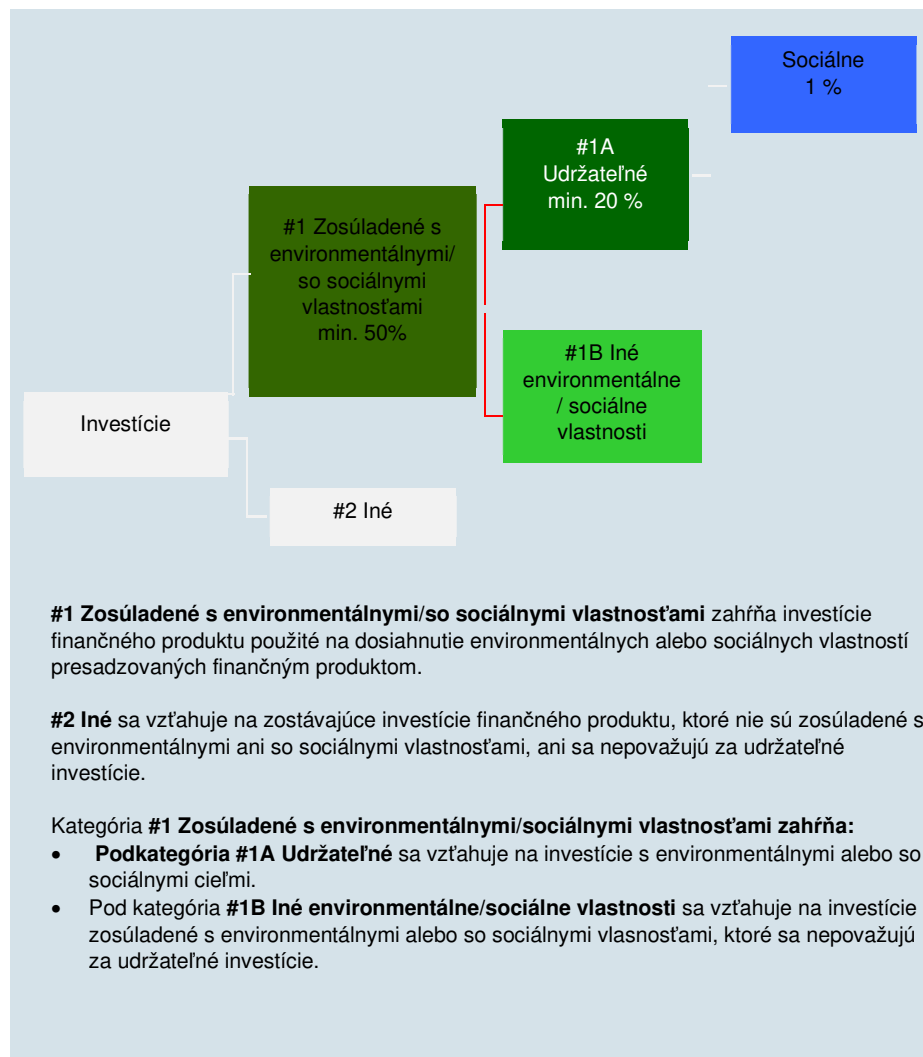 Sociálne
1 %
#1A
Udržateľné
min. 20 %
#1 Zosúladené s
environmentálnymi/
so sociálnymi
vlastnosťami
min. 50%
#1B Iné
environmentálne
/ sociálne
vlastnosti
Investície
#2 Iné
#1 Zosúladené s environmentálnymi/so sociálnymi vlastnosťami zahŕňa investície
finančného produktu použité na dosiahnutie environmentálnych alebo sociálnych vlastností
presadzovaných finančným produktom.
#2 Iné sa vzťahuje na zostávajúce investície finančného produktu, ktoré nie sú zosúladené s
environmentálnymi ani so sociálnymi vlastnosťami, ani sa nepovažujú za udržateľné
investície.
Kategória #1 Zosúladené s environmentálnymi/sociálnymi vlastnosťami zahŕňa:
• Podkategória #1A Udržateľné sa vzťahuje na investície s environmentálnymi alebo so
sociálnymi cieľmi.
• Pod kategória #1B Iné environmentálne/sociálne vlastnosti sa vzťahuje na investície
zosúladené s environmentálnymi alebo so sociálnymi vlasnosťami, ktoré sa nepovažujú
za udržateľné investície.